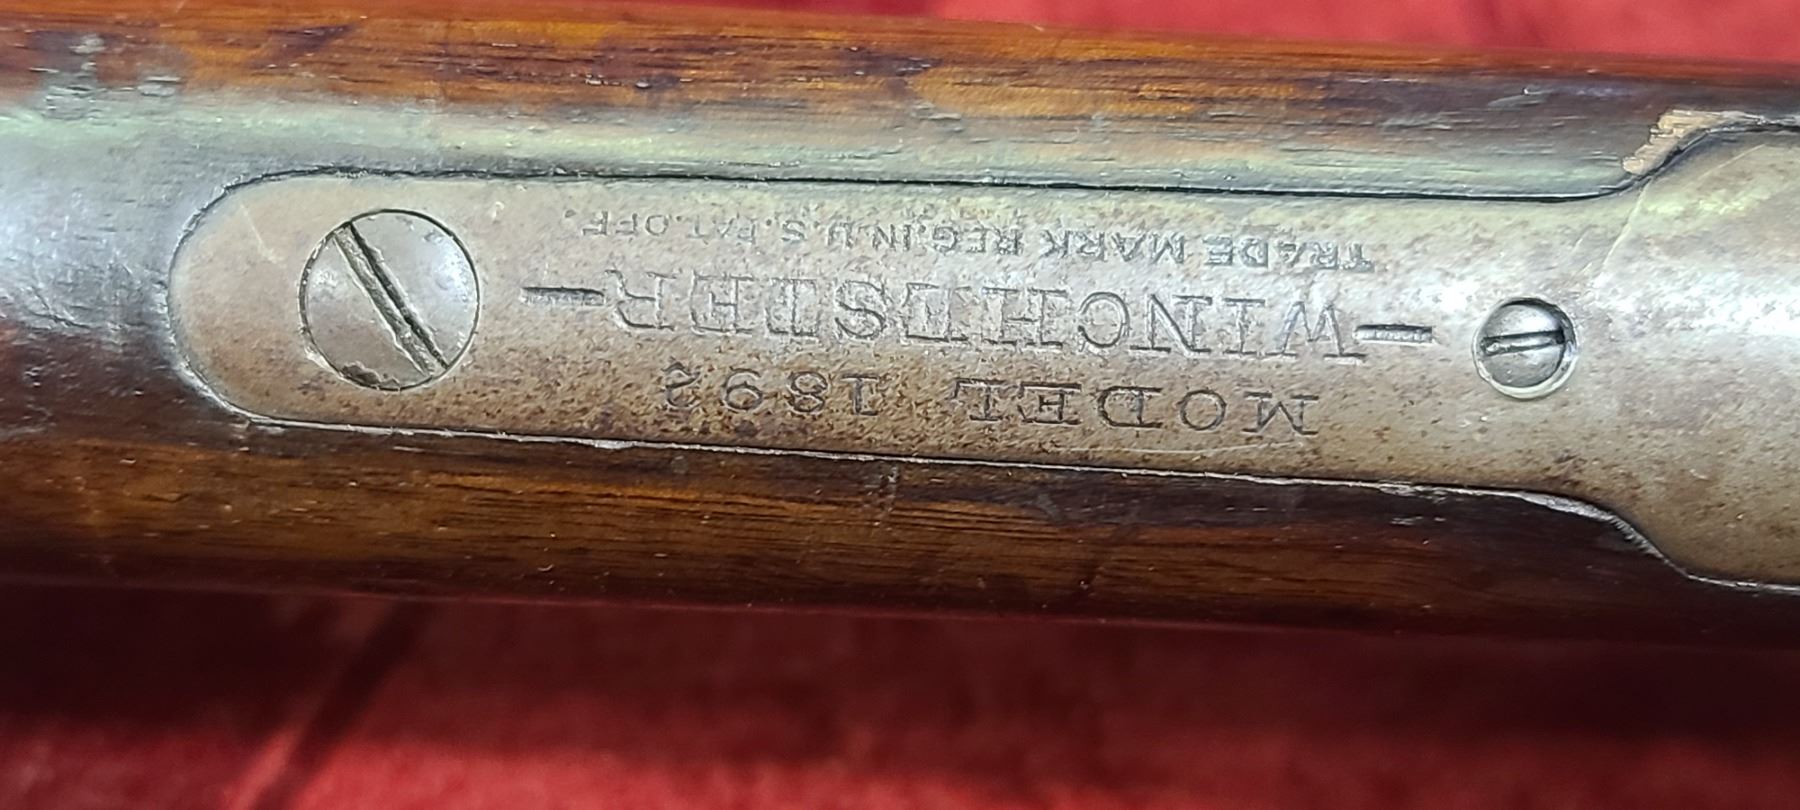 MODEL 1892
—WINCHESTER—
TRADE MARK REG.IN U.S. PAT. OFF.